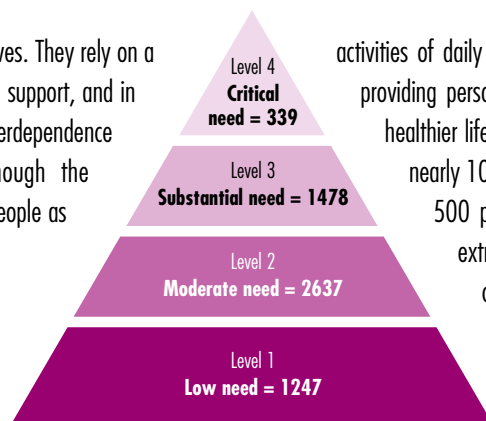 ves. They rely on a
support, and in
erdependence
hough the
eople as
Level 4
Critical
need = 339
Level 3
Substantial need = 1478
Level 2
Moderate need = 2637
Level 1
Low need = 1247
activities of daily
providing perso
healthier life
nearly 10
500 p
extr